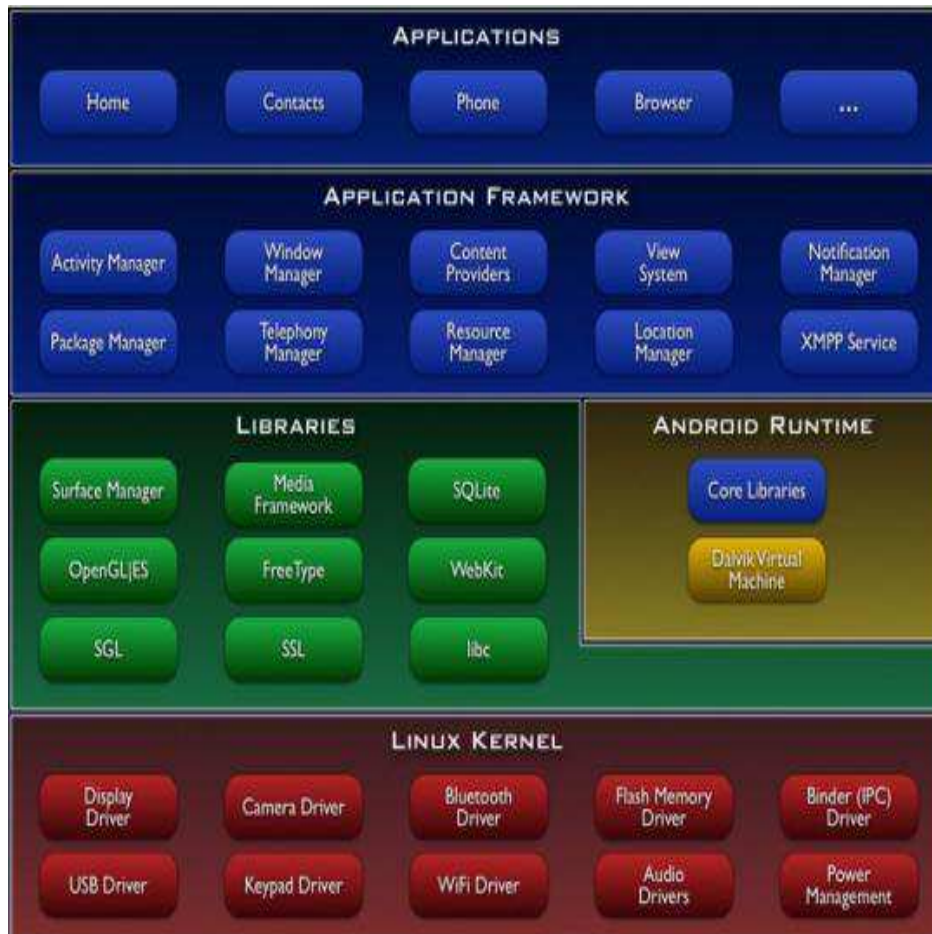 APPLICATIONS
Home
Contacts
Phone
Browser
...
APPLICATION FRAMEWORK
Activity Manager
Window
Manager
Content
Providers
View
System
Notification
Manager
Package Manager
Telephony
Manager
Resource
Manager
Location
Manager
XMPP Service
LIBRARIES
Surface Manager
Media
Framework
SQLite
OpenGL|ES
FreeType
WebKit
SGL
SSL
libc
ANDROID RUNTIME
Core Libraries
Dalvik Virtual
Machine
LINUX KERNEL
Display
Driver
Camera Driver
Bluetooth
Driver
Flash Memory
Driver
Binder (IPC)
Driver
USB Driver
Keypad Driver
WiFi Driver
Audio
Drivers
Power
Management